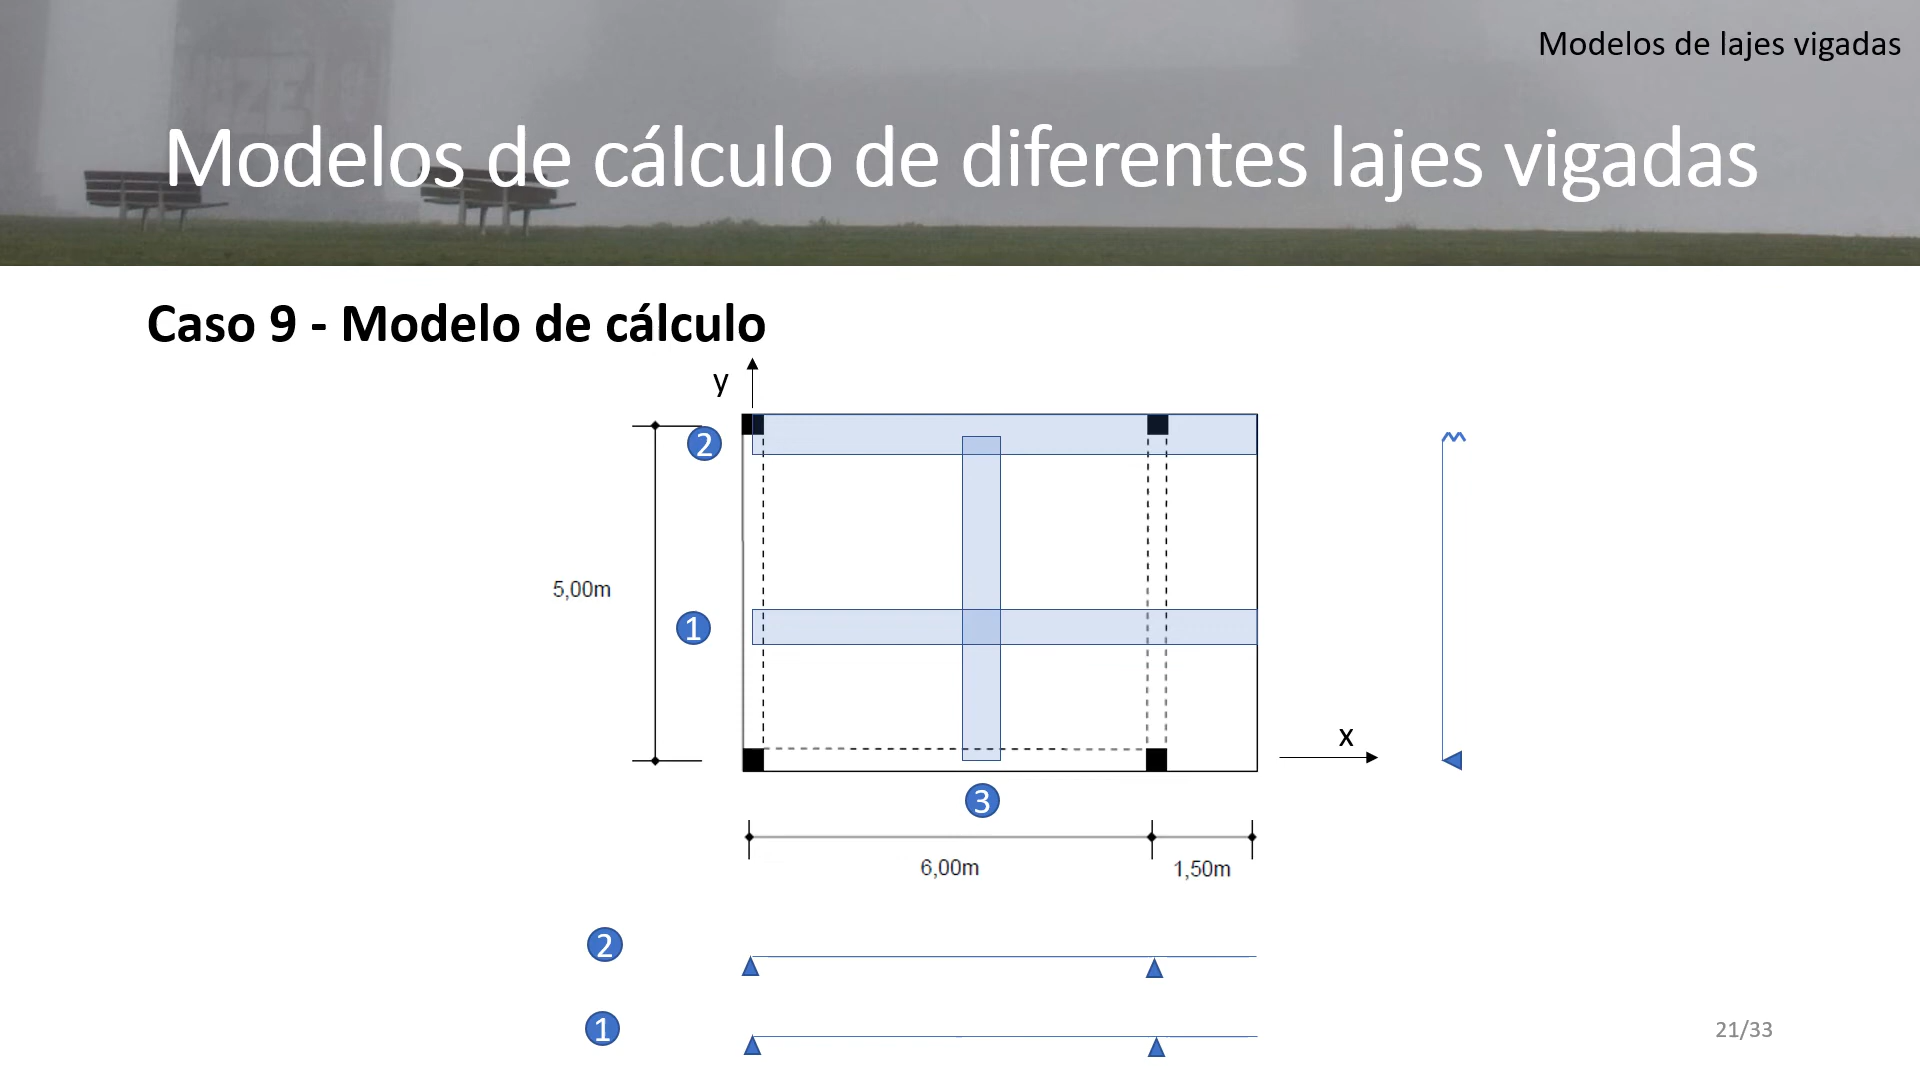 Modelos de lajes vigadas
Modelos de cálculo de diferentes lajes vigadas
Caso 9 - Modelo de cálculo
y
2
5,00m
1
x
3
6,00m
1,50m
2
1
21/33